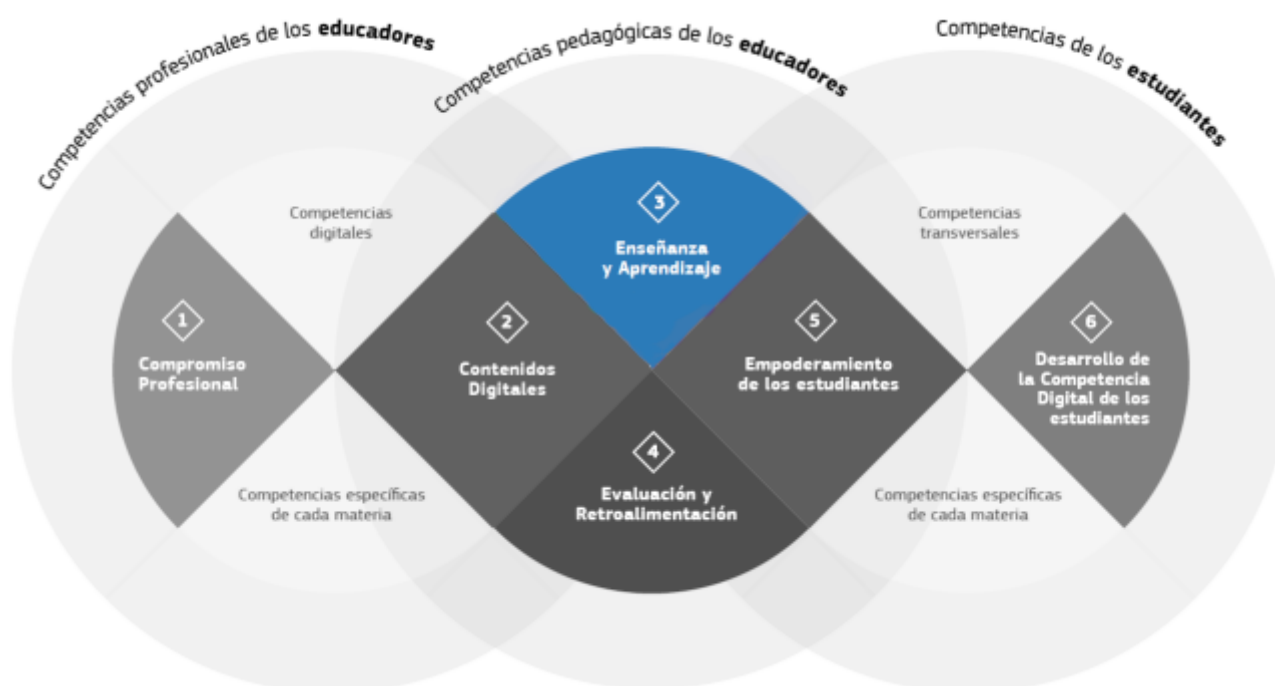 Competencias profesionales de los educadores
Competencias pedagógicas de los educadores
Competencias de los estudiantes
Competencias
digitales
3
Enseñanza
y Aprendizaje
Competencias
transversales
1
Compromiso
Profesional
2
Contenidos
Digitales
5
Empoderamiento
de los estudiantes
6
Desarrollo de
la Competencia
Digital de los
estudiantes
Competencias específicas
de cada materia
4
Evaluación y
Retroalimentación
Competencias específicas
de cada materia